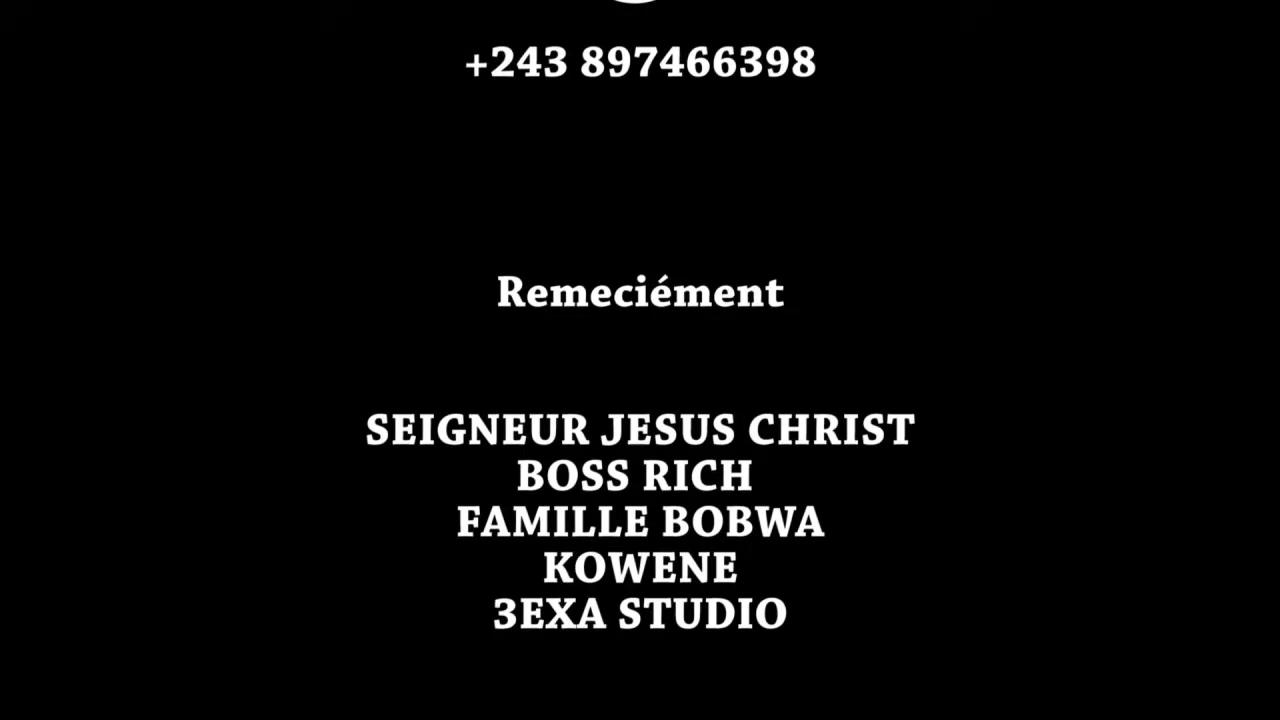 +243 897466398
Remeciément
SEIGNEUR JESUS CHRIST
BOSS RICH
FAMILLE BOBWA
KOWENE
3EXA STUDIO